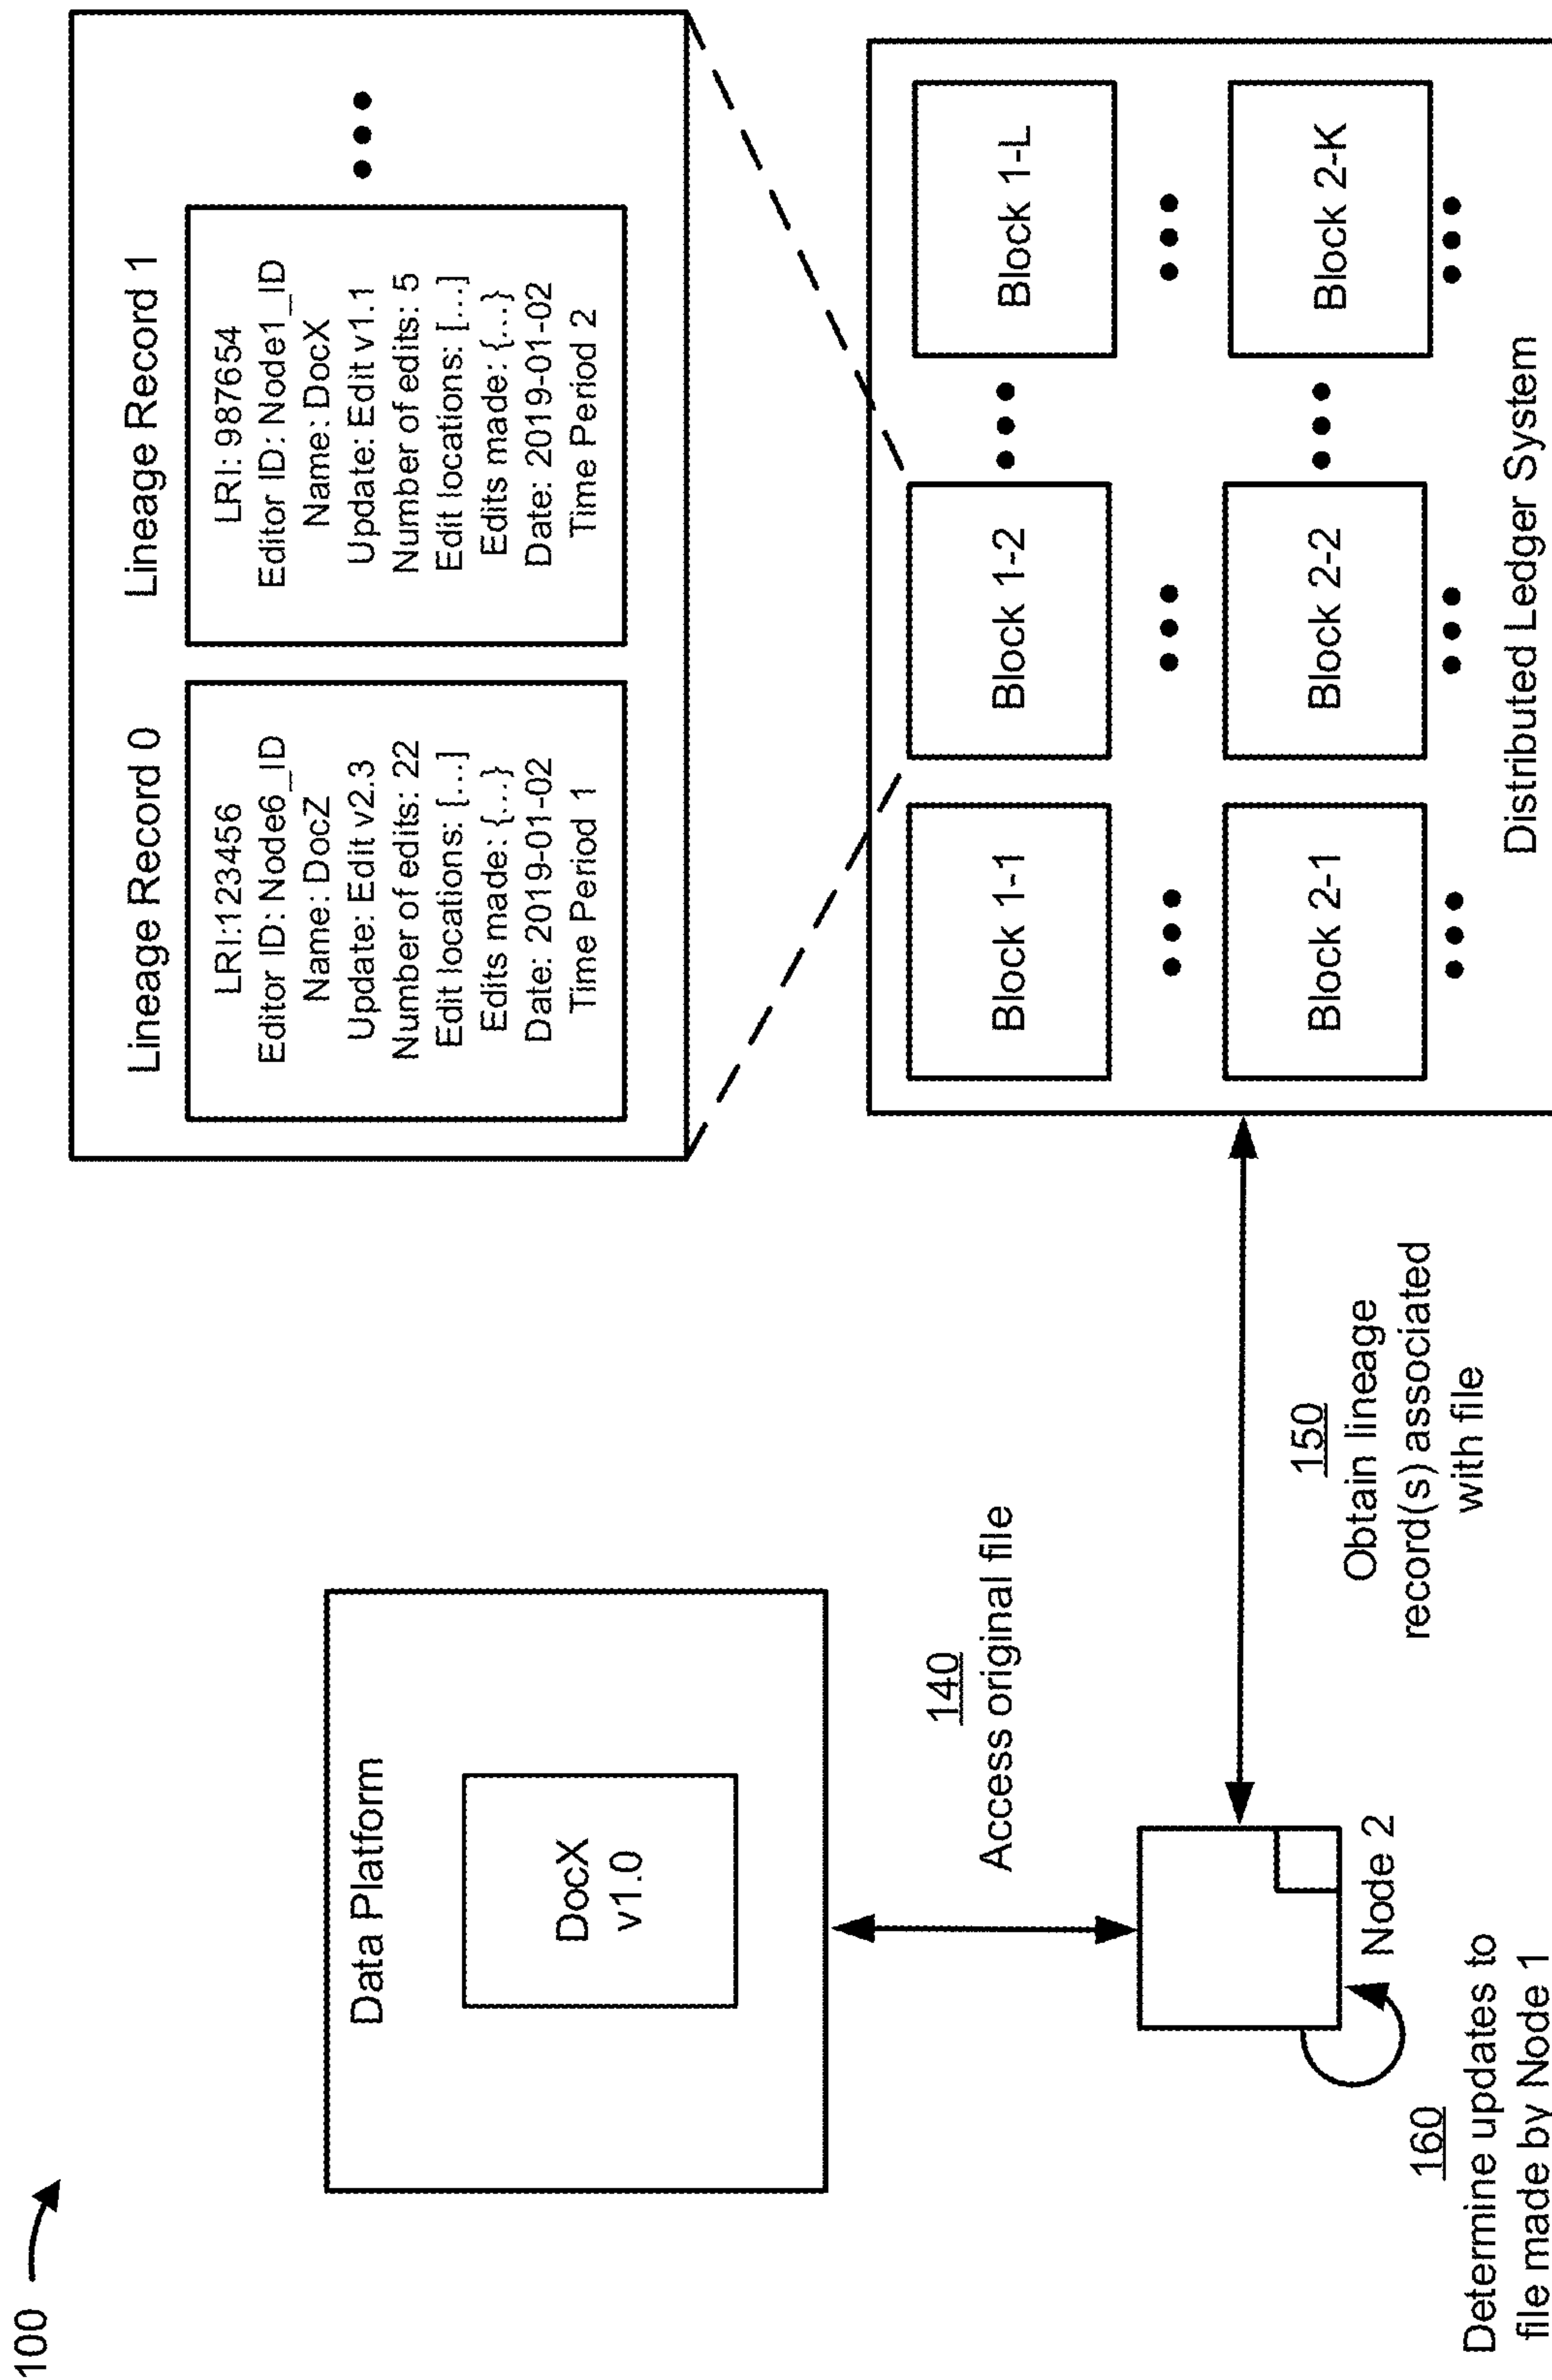 100
Data Platform
DocX
v1.0
140
Access original file
Node 2
160
Determine updates to
file made by Node 1
150
Obtain lineage
record(s) associated
with file
Lineage Record 0
LRI:123456
Editor ID: Node6_ID
Name: DocZ
Update: Edit v2.3
Number of edits: 22
Edit locations: [...]
Edits made: {...}
Date: 2019-01-02
Time Period 1
Lineage Record 1
LRI: 987654
Editor ID: Node1_ID
Name: DocX
Update: Edit v1.1
Number of edits: 5
Edit locations: [...]
Edits made: {...}
Date: 2019-01-02
Time Period 2
Block 1-1
Block 1-2
Block 1-L
Block 2-1
Block 2-2
Block 2-K
Distributed Ledger System